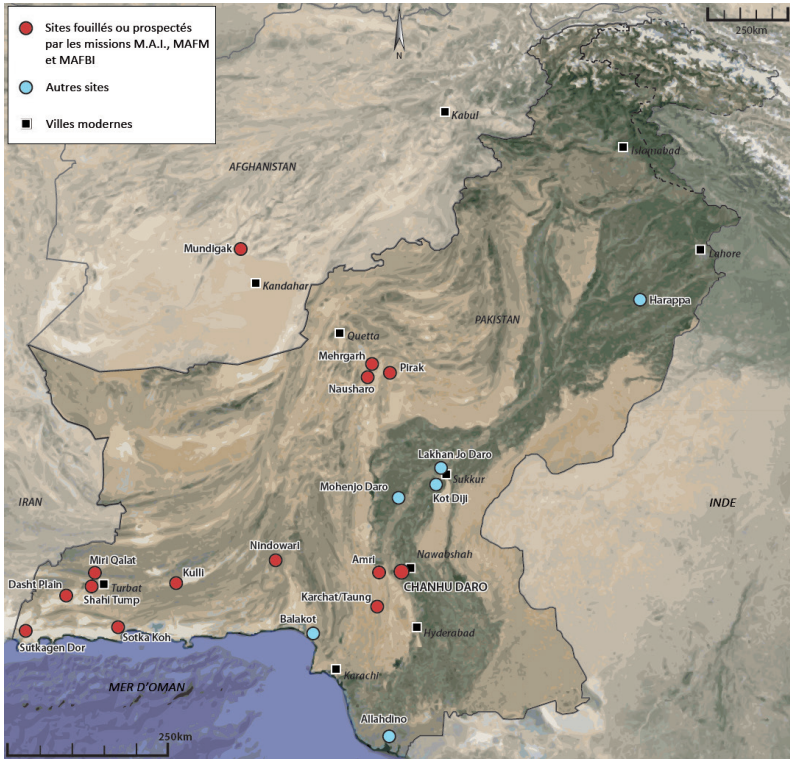 Sites fouillés ou prospectés
par les missions M.A.I., MAFM
et MAFBI
Autres sites
Villes modernes
250km
N
Kabul
Islamabad
AFGHANISTAN
Mundigak
Lahore
Kandahar
Harappa
PAKISTAN
Quetta
Mehrgarh
Pirak
Nausharo
Lakhan Jo Daro
Sukkur
Mohenjo Daro
Kot Diji
IRAN
INDE
Nindowari
Nawabshah
Miri Qalat
Kulli
Amri
Dasht Plain
Turbat
CHANHU DARO
Shahi Tump
Karchat/Taung
Balakot
Hyderabad
Sotka Koh
Sutkagen Dor
Karachi
MER D'OMAN
Allahdino
250km